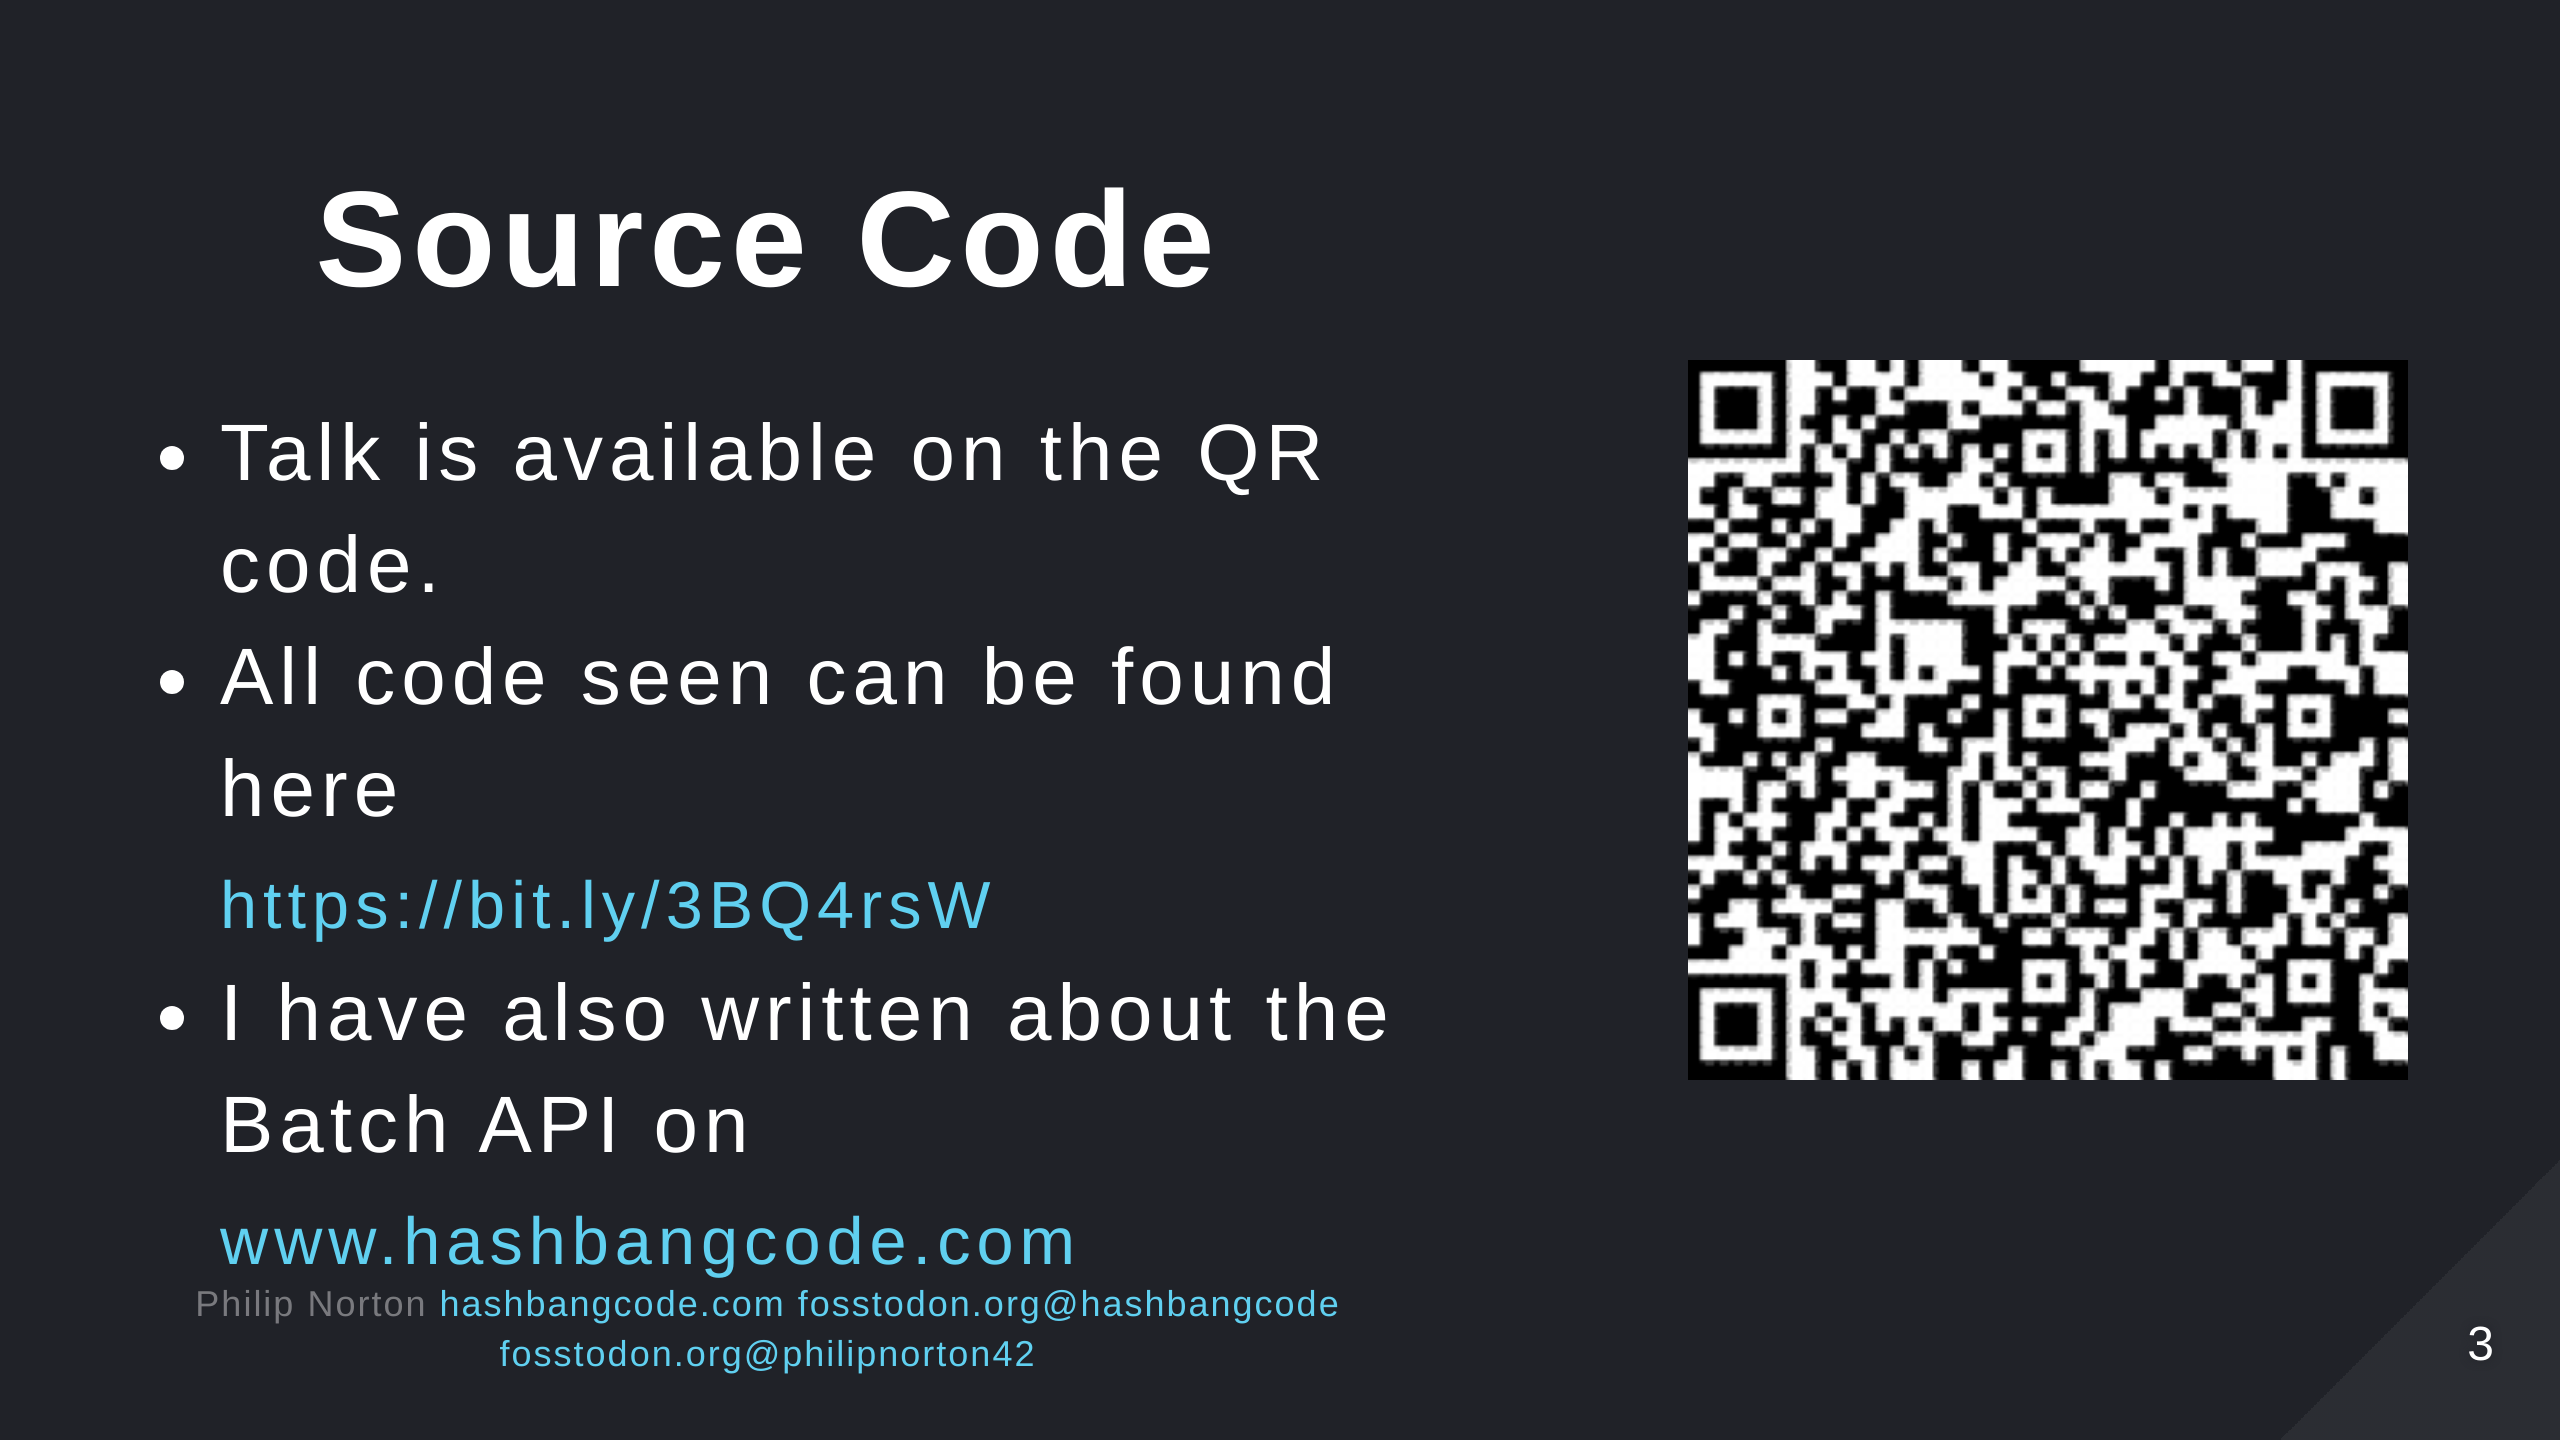 Source Code
• Talk is available on the QR
code.
• All code seen can be found
here
https://bit.ly/3BQ4rsW
• I have also written about the
Batch API on
www.hashbangcode.com
Philip Norton hashbangcode.com fosstodon.org@hashbangcode
fosstodon.org@philipnorton42
3